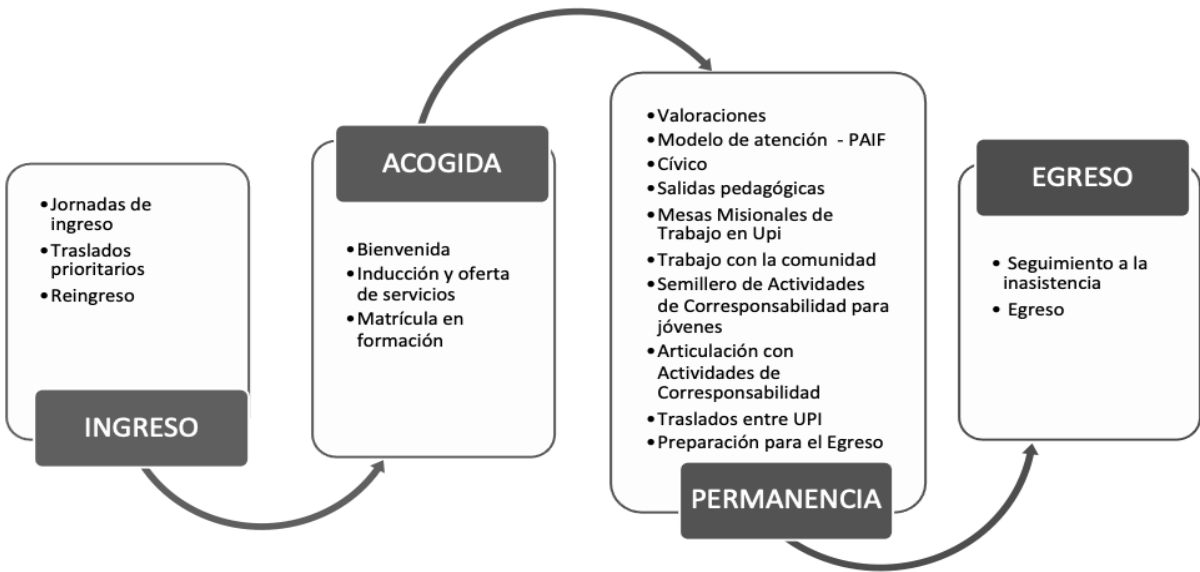 •Jornadas de
ingreso
•Traslados
prioritarios
•Reingreso
INGRESO
ACOGIDA
•Bienvenida
•Inducción y oferta
de servicios
•Matrícula en
formación
•Valoraciones
•Modelo de atención - PAIF
•Cívico
•Salidas pedagógicas
•Mesas Misionales de
Trabajo en Upi
•Trabajo con la comunidad
•Semillero de Actividades
de Corresponsabilidad para
jóvenes
•Articulación con
Actividades de
Corresponsabilidad
•Traslados entre UPI
•Preparación para el Egreso
PERMANENCIA
EGRESO
• Seguimiento a la
inasistencia
• Egreso